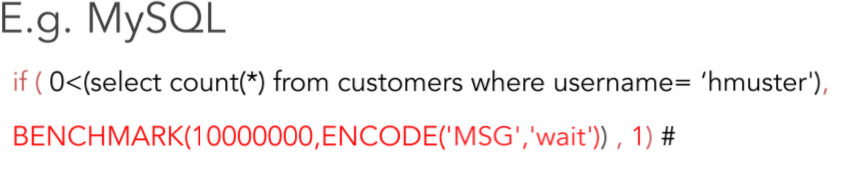 E.g. MySQL
if ( 0<(select count(*) from customers where username= ‘hmuster'),
BENCHMARK(10000000,ENCODE('MSG','wait')) , 1) #